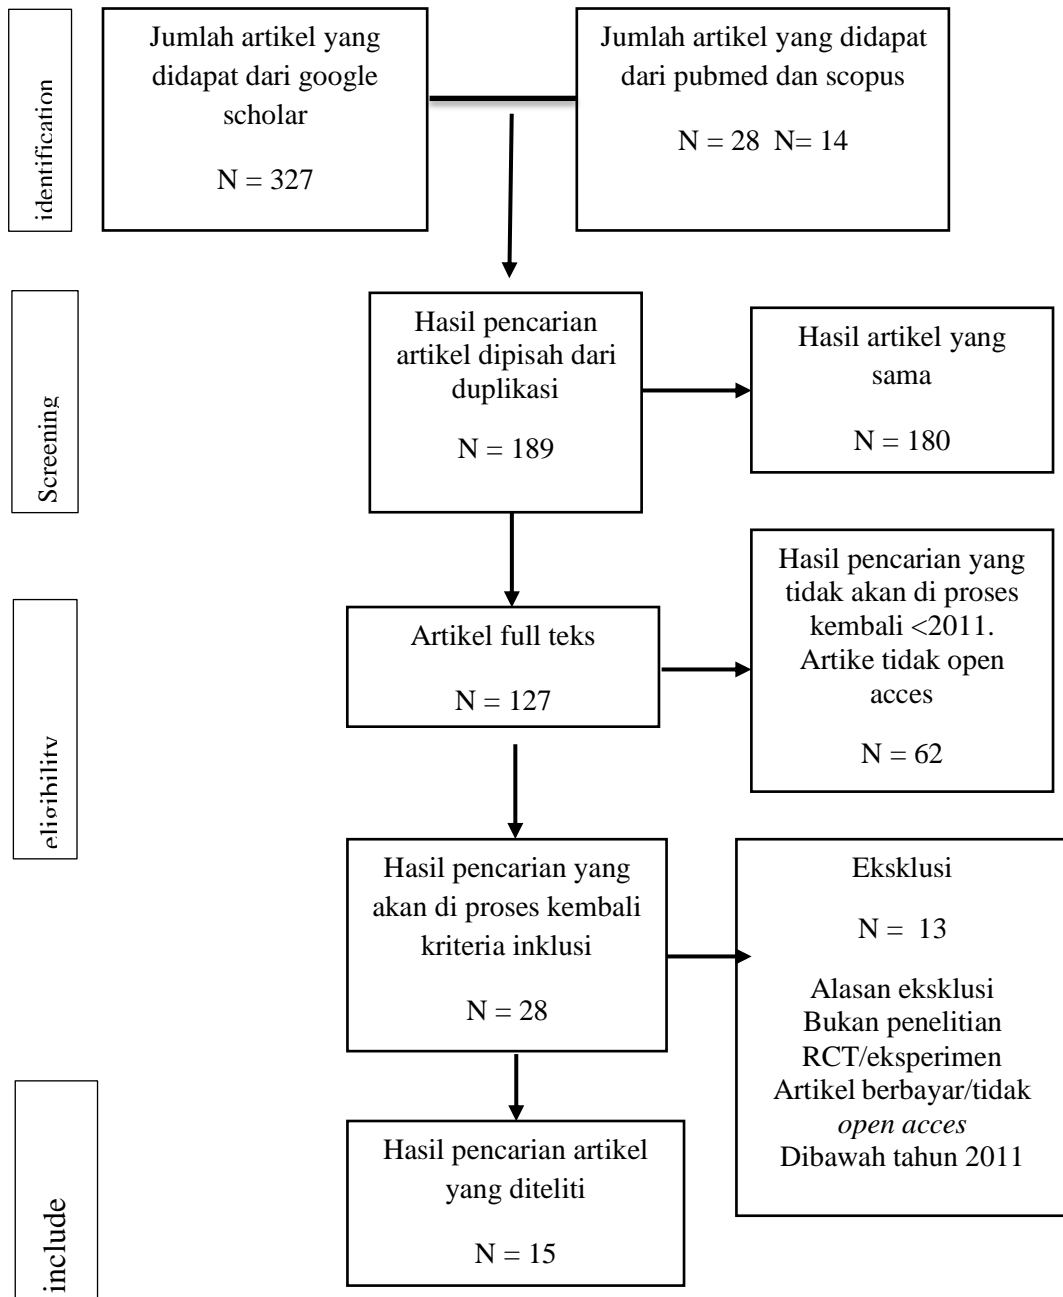 identification
Jumlah artikel yang
didapat dari google
scholar
N = 327
Jumlah artikel yang didapat
dari pubmed dan scopus
N = 28 N= 14
Screening
Hasil pencarian
artikel dipisah dari
duplikasi
N = 189
Hasil artikel yang
sama
N = 180
eligibility
Artikel full teks
N = 127
Hasil pencarian yang
tidak akan di proses
kembali <2011.
Artike tidak open
acces
N = 62
Hasil pencarian yang
akan di proses kembali
kriteria inklusi
N = 28
Eksklusi
N = 13
Alasan eksklusi
Bukan penelitian
RCT/eksperimen
Artikel berbayar/tidak
open acces
Dibawah tahun 2011
include
Hasil pencarian artikel
yang diteliti
N = 15